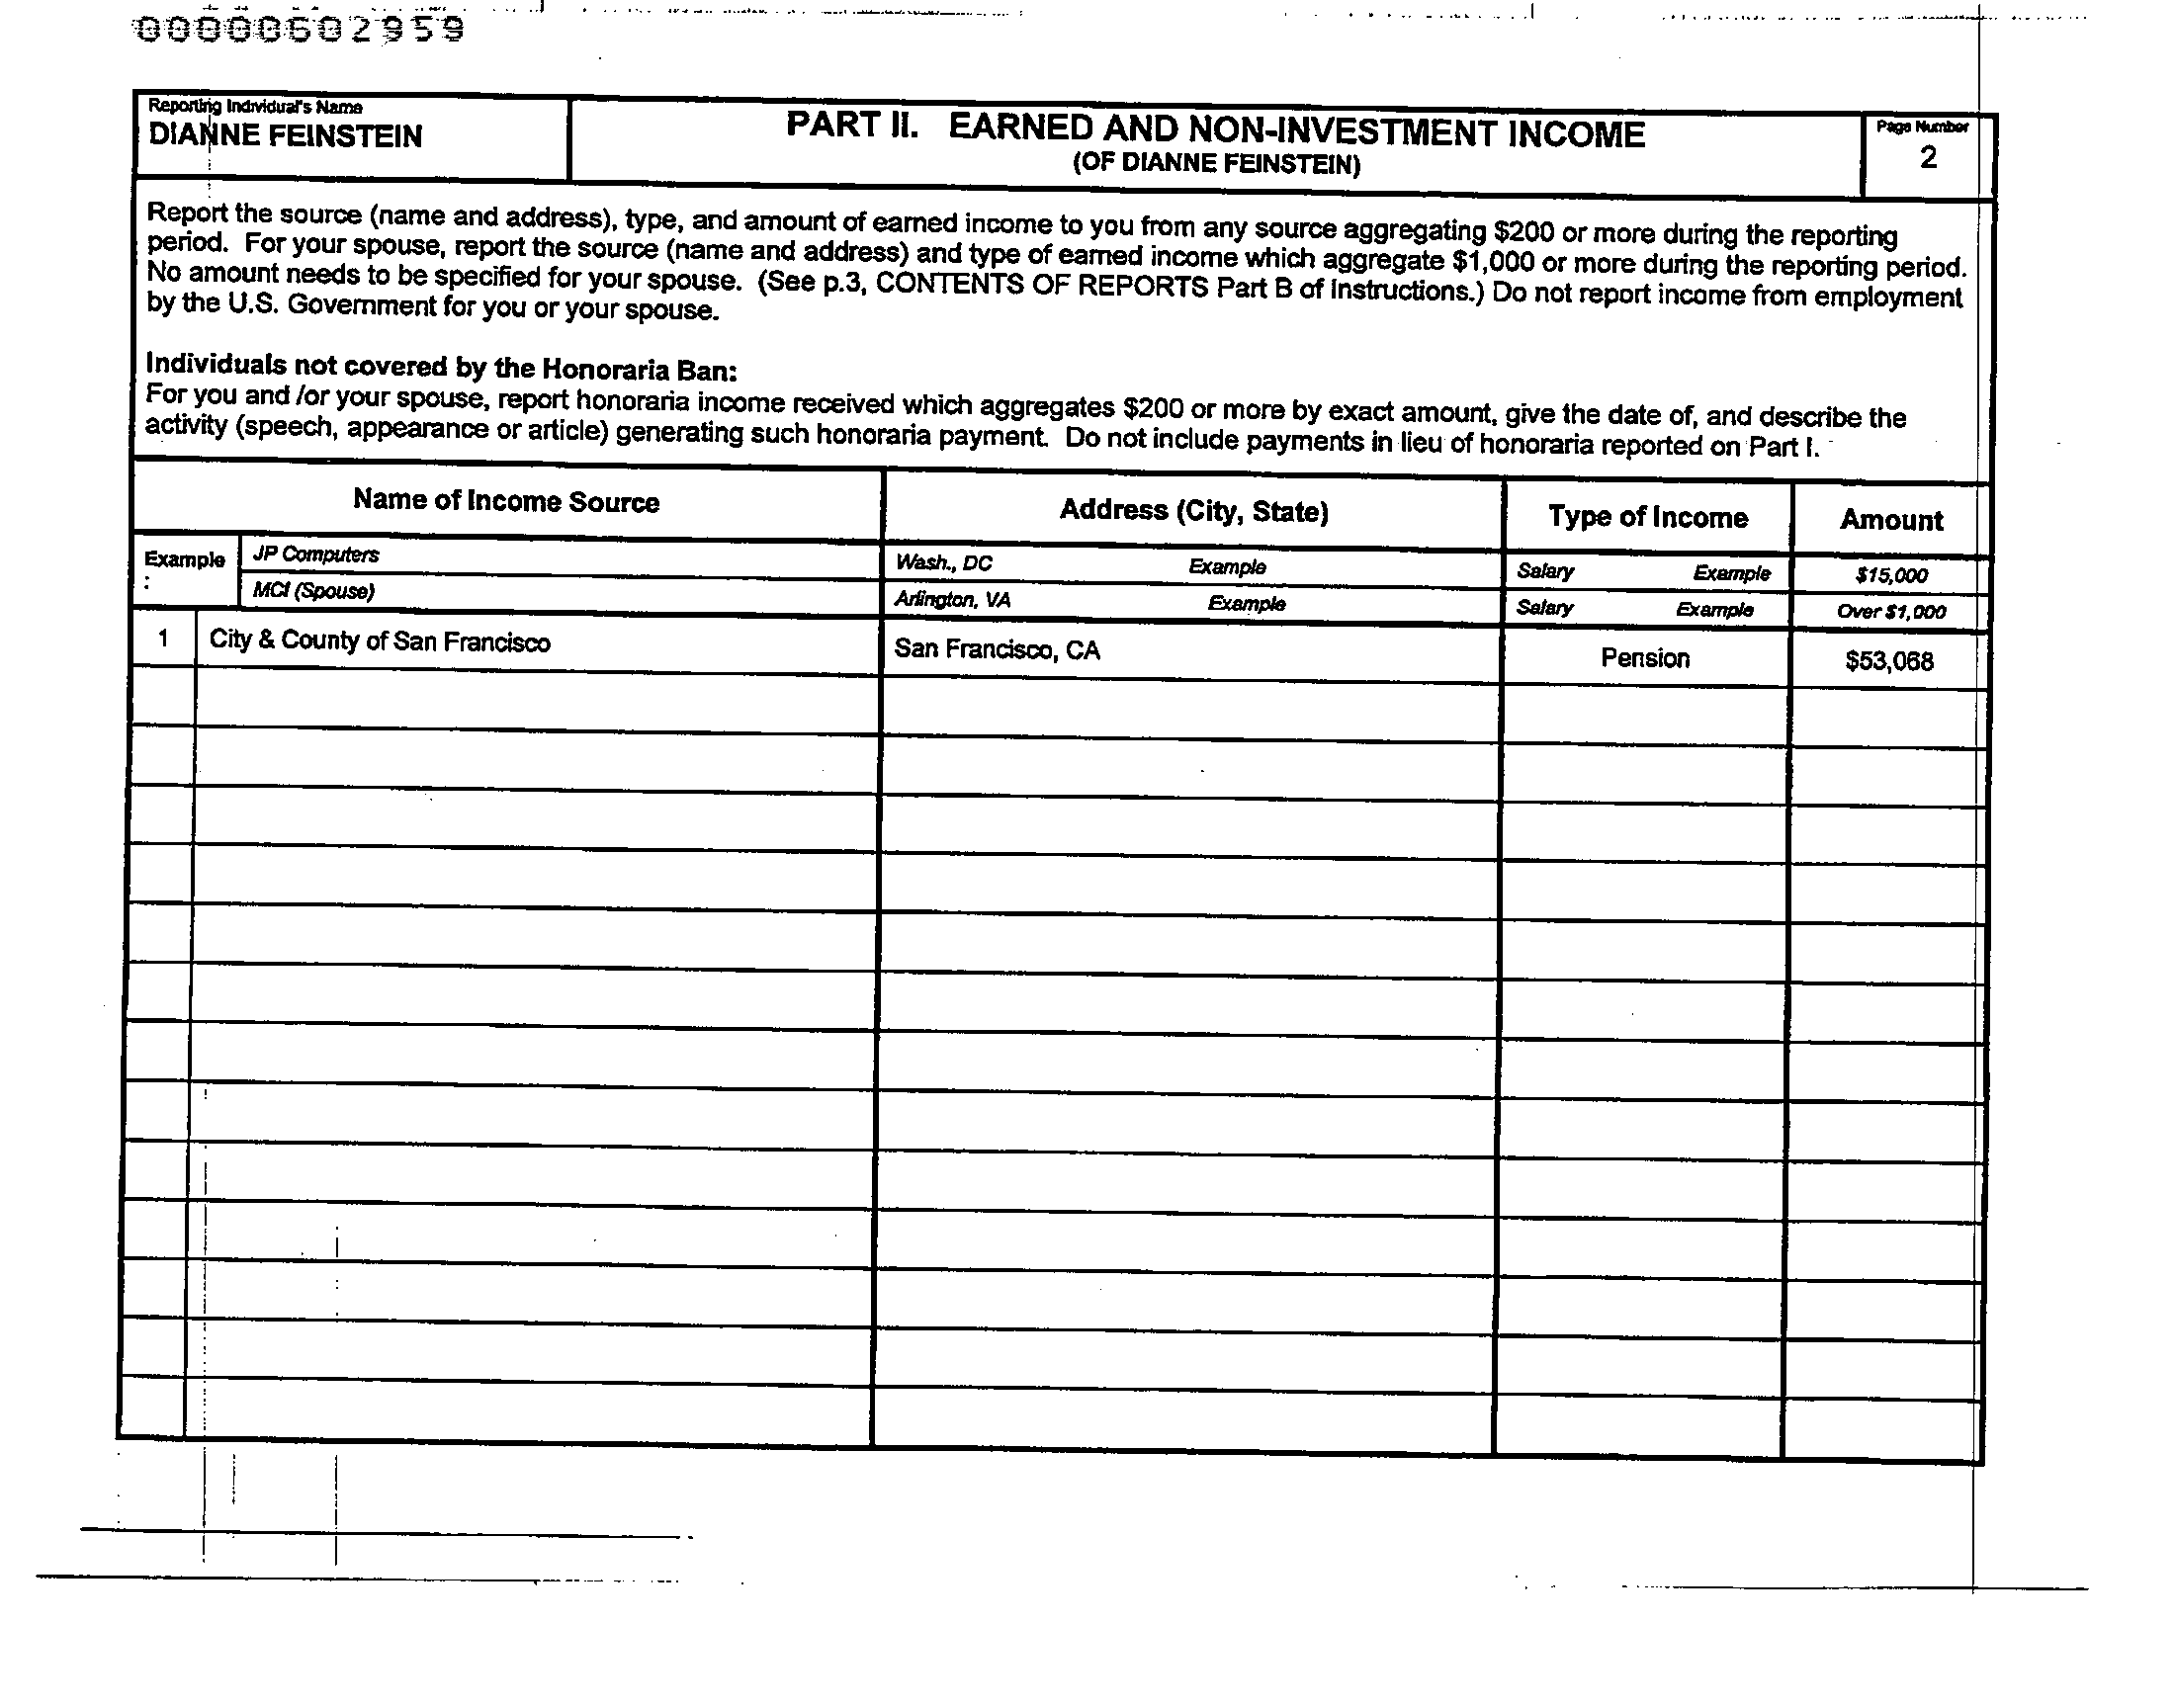 00000602959
Reporting Individual's Name
DIANNE FEINSTEIN
PART II. EARNED AND NON-INVESTMENT INCOME
(OF DIANNE FEINSTEIN)
Page Number
2
Report the source (name and address), type, and amount of earned income to you from any source aggregating $200 or more during the reporting
period. For your spouse, report the source (name and address) and type of earned income which aggregate $1,000 or more during the reporting period.
No amount needs to be specified for your spouse. (See p.3, CONTENTS OF REPORTS Part B of Instructions.) Do not report income from employment
by the U.S. Government for you or your spouse.
Individuals not covered by the Honoraria Ban:
For you and /or your spouse, report honoraria income received which aggregates $200 or more by exact amount, give the date of, and describe the
activity (speech, appearance or article) generating such honoraria payment. Do not include payments in lieu of honoraria reported on Part I.
Name of Income Source Address (City, State) Type of Income Amount
Example : JP Computers Wash., DC Example Salary Example $15,000
MCI (Spouse) Arlington, VA Example Salary Example Over $1,000
1 City & County of San Francisco San Francisco, CA Pension $53,068